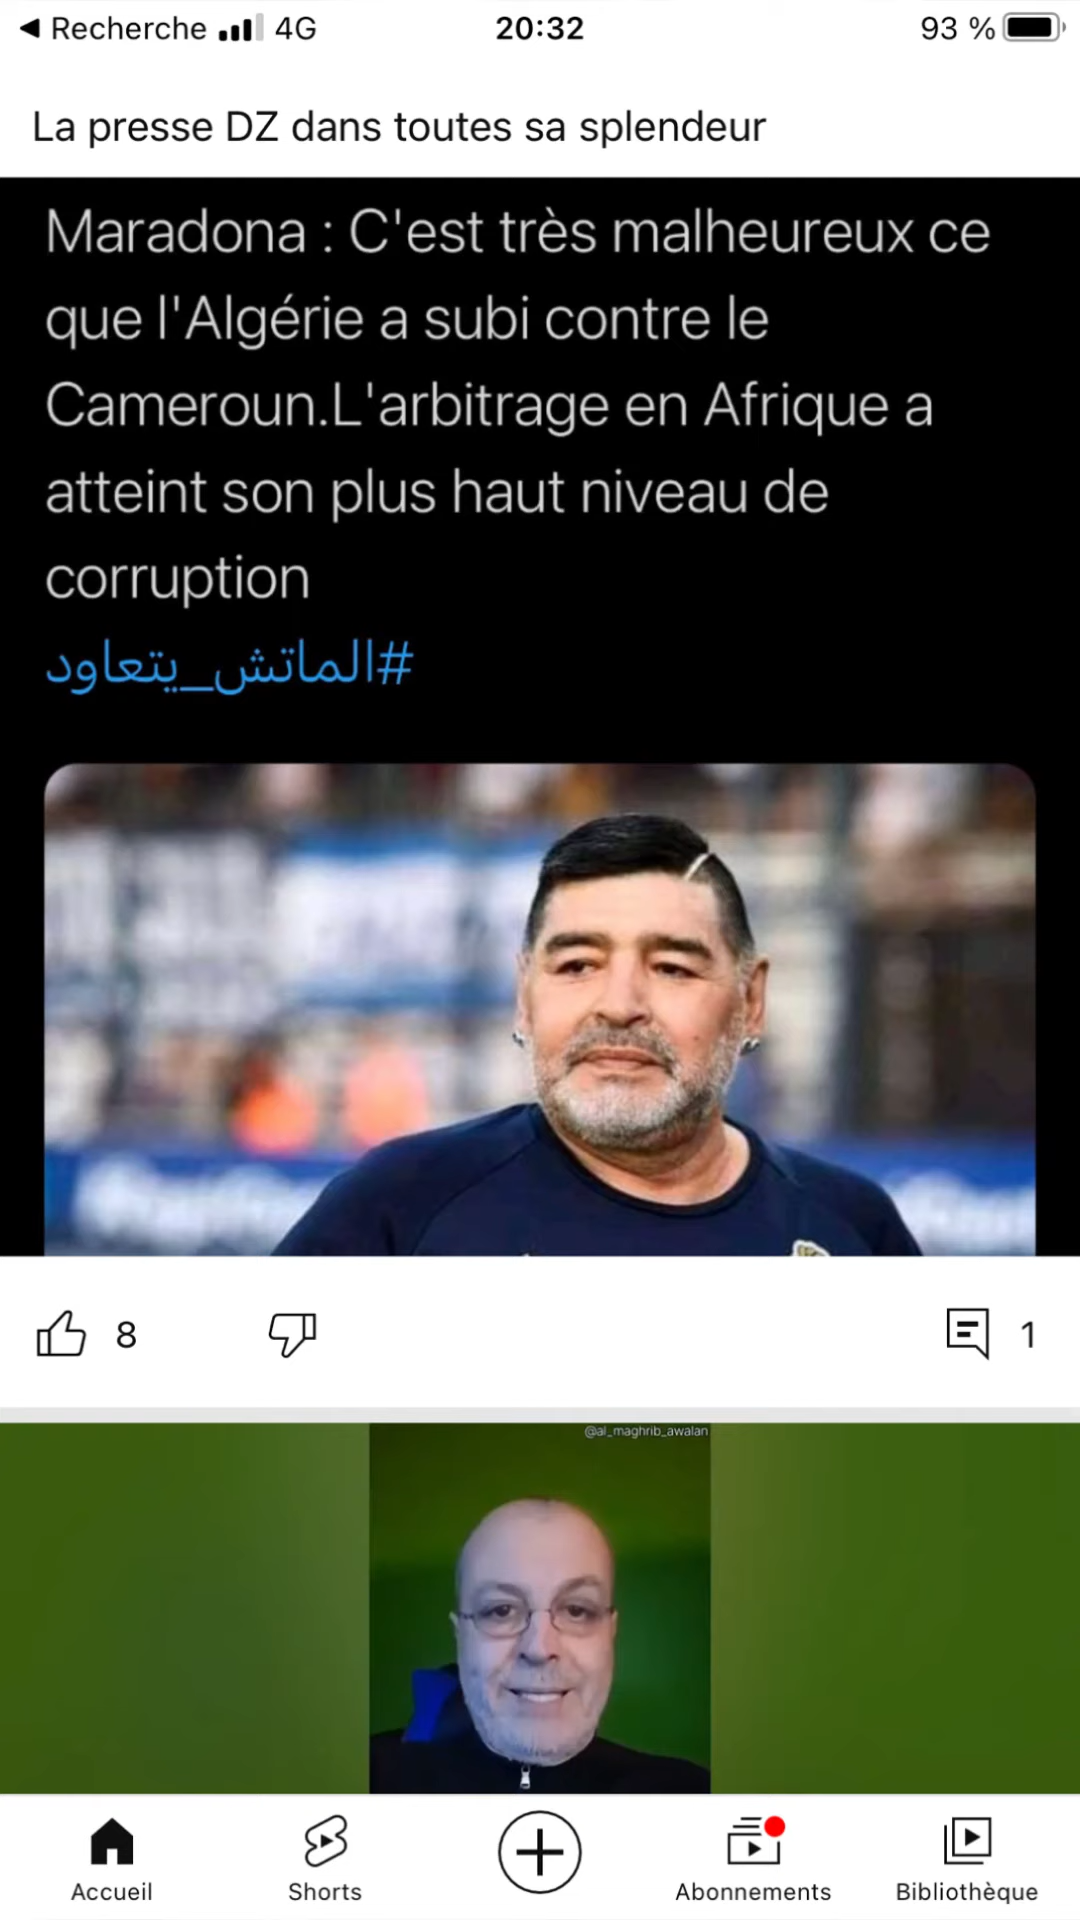 Recherche 4G 20:32 93 %
La presse DZ dans toutes sa splendeur
Maradona : C'est très malheureux ce
que l'Algérie a subi contre le
Cameroun.L'arbitrage en Afrique a
atteint son plus haut niveau de
corruption
#الماتش_يتعاود
8 1
@al_maghrib_awalan
Accueil Shorts Abonnements Bibliothèque